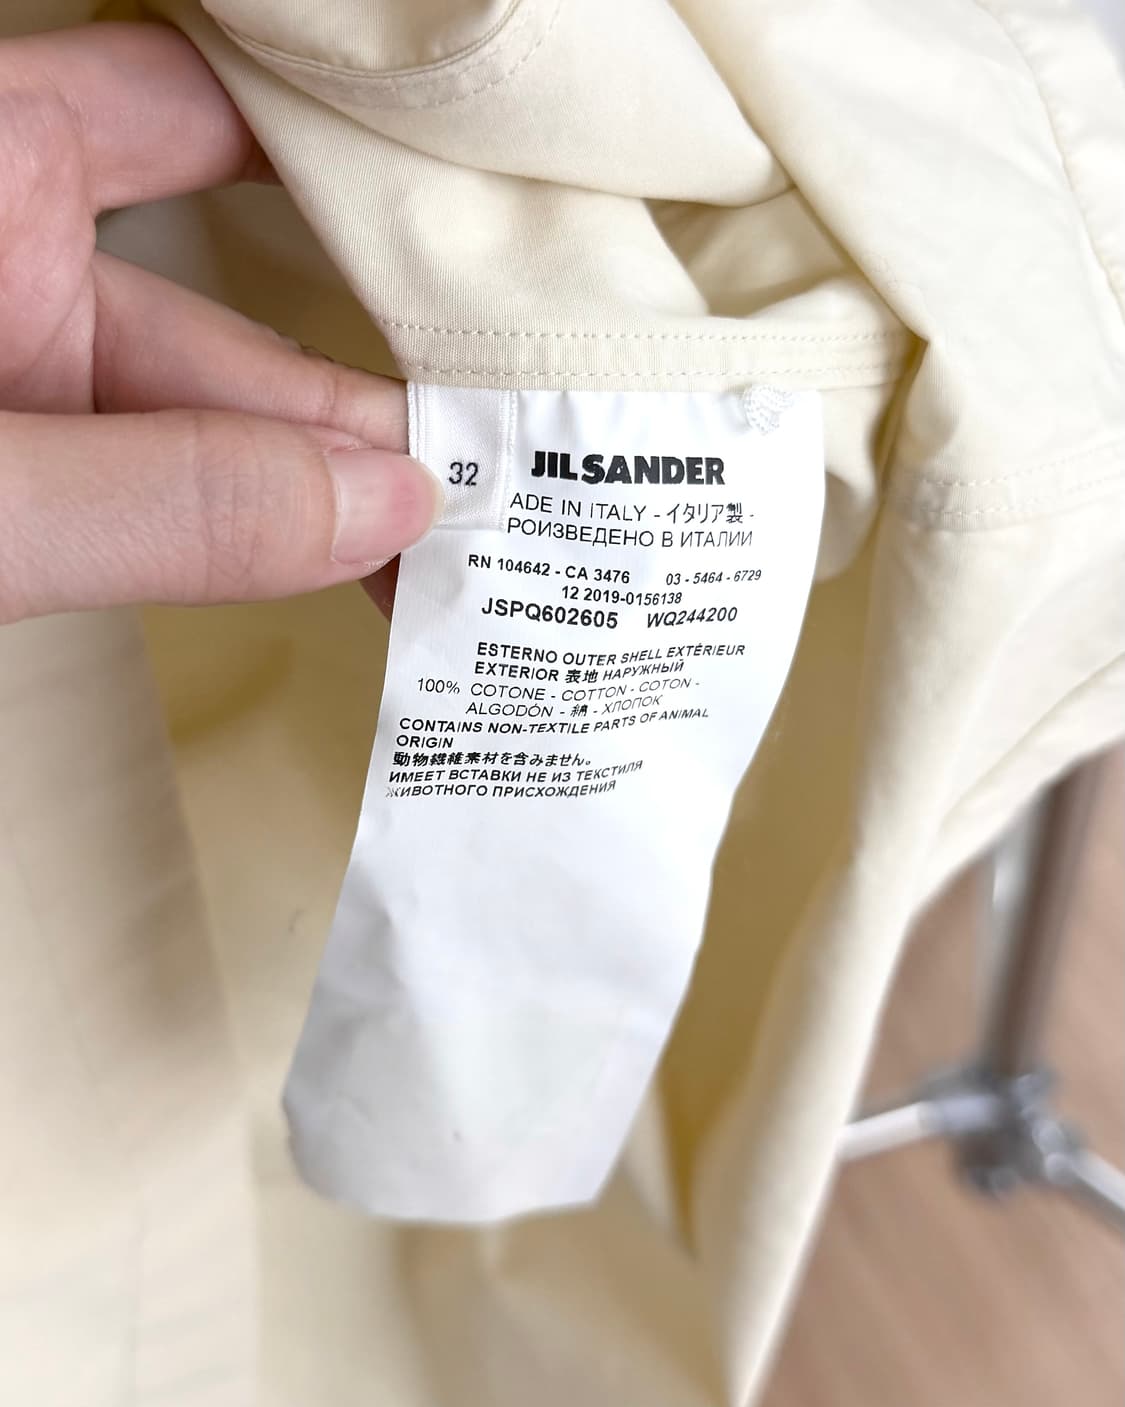 32
JIL SANDER
ADE IN ITALY - イタリア製 -
РОИЗВЕДЕНО В ИТАЛИИ
RN 104642 - CA 3476 03 - 5464 - 6729
12 2019-0156138
JSPQ602605 WQ244200
ESTERNO OUTER SHELL EXTÉRIEUR
EXTERIOR 表地 НАРУЖНЫЙ
100% COTONE - COTTON - COTON -
ALGODÓN - 綿 - ХЛОПОК
CONTAINS NON-TEXTILE PARTS OF ANIMAL
ORIGIN
動物繊維素材を含みません。
ИМЕЕТ ВСТАВКИ НЕ ИЗ ТЕКСТИЛЯ
ЖИВОТНОГО ПРИСХОЖДЕНИЯ